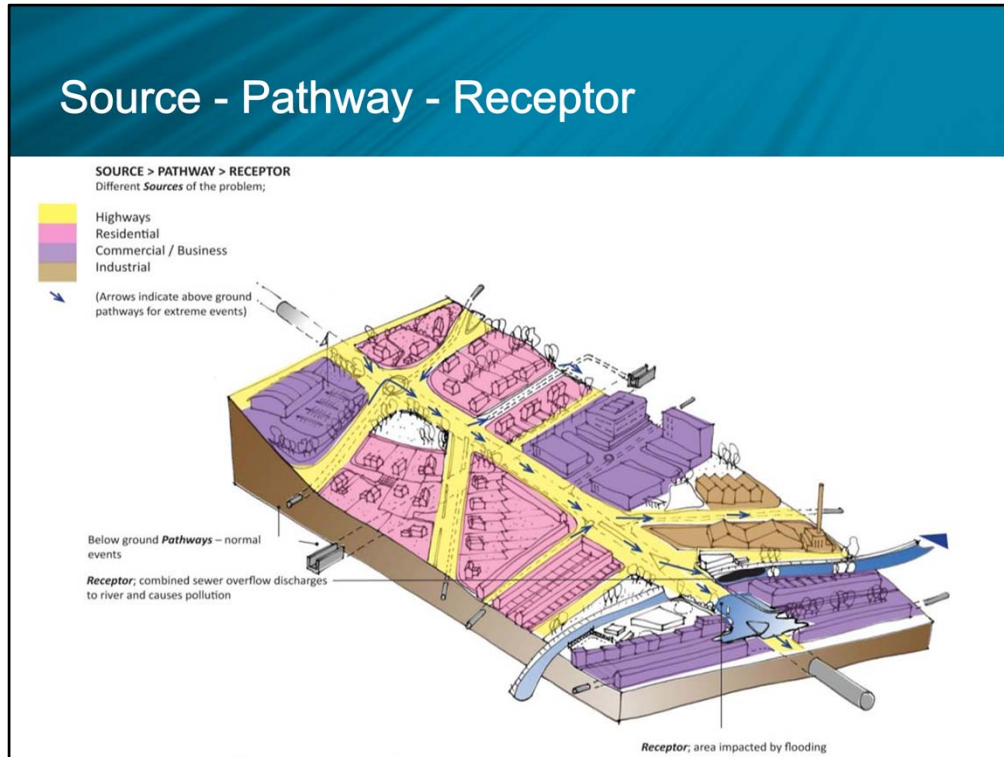 Source - Pathway - Receptor
SOURCE > PATHWAY > RECEPTOR
Different Sources of the problem;
Highways
Residential
Commercial / Business
Industrial
(Arrows indicate above ground
pathways for extreme events)
Below ground Pathways – normal
events
Receptor; combined sewer overflow discharges
to river and causes pollution
Receptor; area impacted by flooding